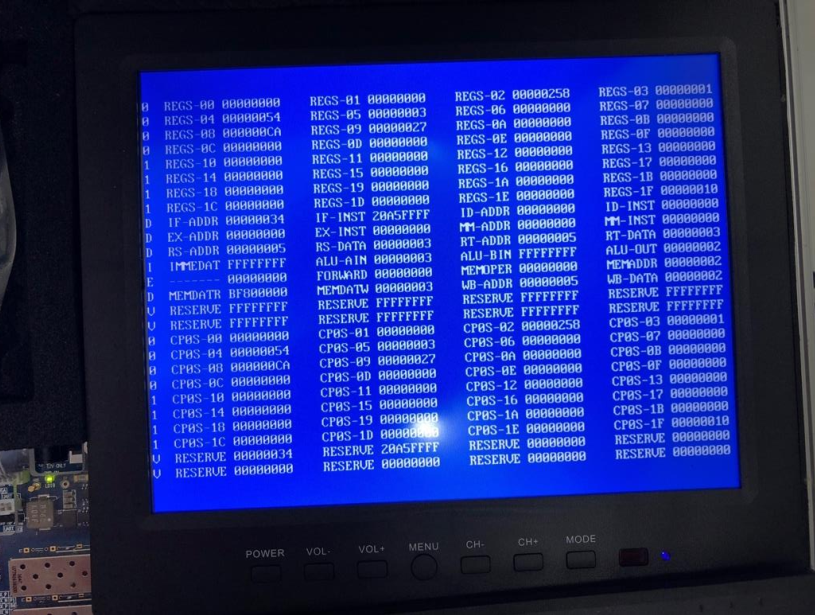 0 REGS-00 00000000 REGS-01 00000000 REGS-02 00000258 REGS-03 00000001
0 REGS-04 00000054 REGS-05 00000003 REGS-06 00000000 REGS-07 00000000
0 REGS-08 000000CA REGS-09 00000027 REGS-0A 00000000 REGS-0B 00000000
0 REGS-0C 00000000 REGS-0D 00000000 REGS-0E 00000000 REGS-0F 00000000
1 REGS-10 00000000 REGS-11 00000000 REGS-12 00000000 REGS-13 00000000
1 REGS-14 00000000 REGS-15 00000000 REGS-16 00000000 REGS-17 00000000
1 REGS-18 00000000 REGS-19 00000000 REGS-1A 00000000 REGS-1B 00000000
1 REGS-1C 00000000 REGS-1D 00000000 REGS-1E 00000000 REGS-1F 00000010
D IF-ADDR 00000034 IF-INST 20A5FFFF ID-ADDR 00000000 ID-INST 00000000
D EX-ADDR 00000000 EX-INST 00000000 MM-ADDR 00000000 MM-INST 00000000
D RS-ADDR 00000005 RS-DATA 00000003 RT-ADDR 00000005 RT-DATA 00000003
I IMMEDAT FFFFFFFF ALU-AIN 00000003 ALU-BIN FFFFFFFF ALU-OUT 00000002
E ------- 00000000 FORWARD 00000000 MEMOPER 00000000 MEMADDR 00000002
D MEMDATR BF800000 MEMDATW 00000003 WB-ADDR 00000005 WB-DATA 00000002
V RESERVE FFFFFFFF RESERVE FFFFFFFF RESERVE FFFFFFFF RESERVE FFFFFFFF
V RESERVE FFFFFFFF RESERVE FFFFFFFF RESERVE FFFFFFFF RESERVE FFFFFFFF
0 CP0S-00 00000000 CP0S-01 00000000 CP0S-02 00000258 CP0S-03 00000001
0 CP0S-04 00000054 CP0S-05 00000003 CP0S-06 00000000 CP0S-07 00000000
0 CP0S-08 000000CA CP0S-09 00000027 CP0S-0A 00000000 CP0S-0B 00000000
0 CP0S-0C 00000000 CP0S-0D 00000000 CP0S-0E 00000000 CP0S-0F 00000000
1 CP0S-10 00000000 CP0S-11 00000000 CP0S-12 00000000 CP0S-13 00000000
1 CP0S-14 00000000 CP0S-15 00000000 CP0S-16 00000000 CP0S-17 00000000
1 CP0S-18 00000000 CP0S-19 00000000 CP0S-1A 00000000 CP0S-1B 00000000
1 CP0S-1C 00000000 CP0S-1D 00000000 CP0S-1E 00000000 CP0S-1F 00000010
V RESERVE 00000034 RESERVE 20A5FFFF RESERVE 00000000 RESERVE 00000000
V RESERVE 00000000 RESERVE 00000000 RESERVE 00000000 RESERVE 00000000
POWER VOL- VOL+ MENU CH- CH+ MODE